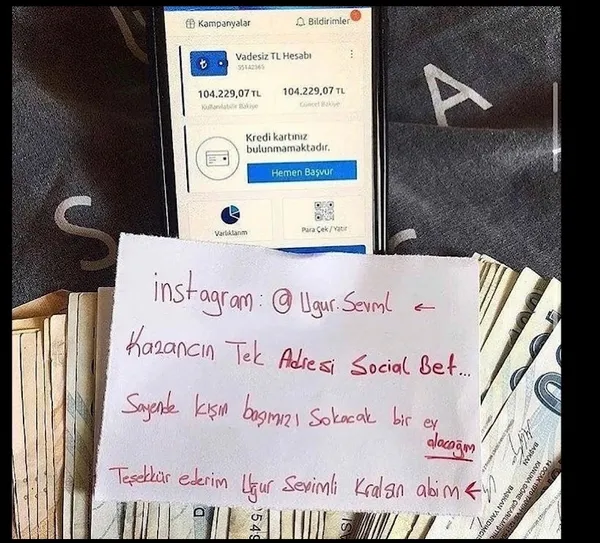 Kampanyalar
Bildirimler
Vadesiz TL Hesabı
104.229,07 TL
104.229,07 TL
Kullanılabilir Bakiye
Güncel Bakiye
Kredi kartınız
bulunmamaktadır.
Hemen Başvur
Varlıklarım
Para Çek / Yatır
A
S
instagram: @Ugur.Sevml ←
Kazancın Tek Adresi Social Bet...
Sayende kışın başımızı sokacak bir ev
alacağım
Teşekkür ederim Uğur Sevimli Kralsın abim ←